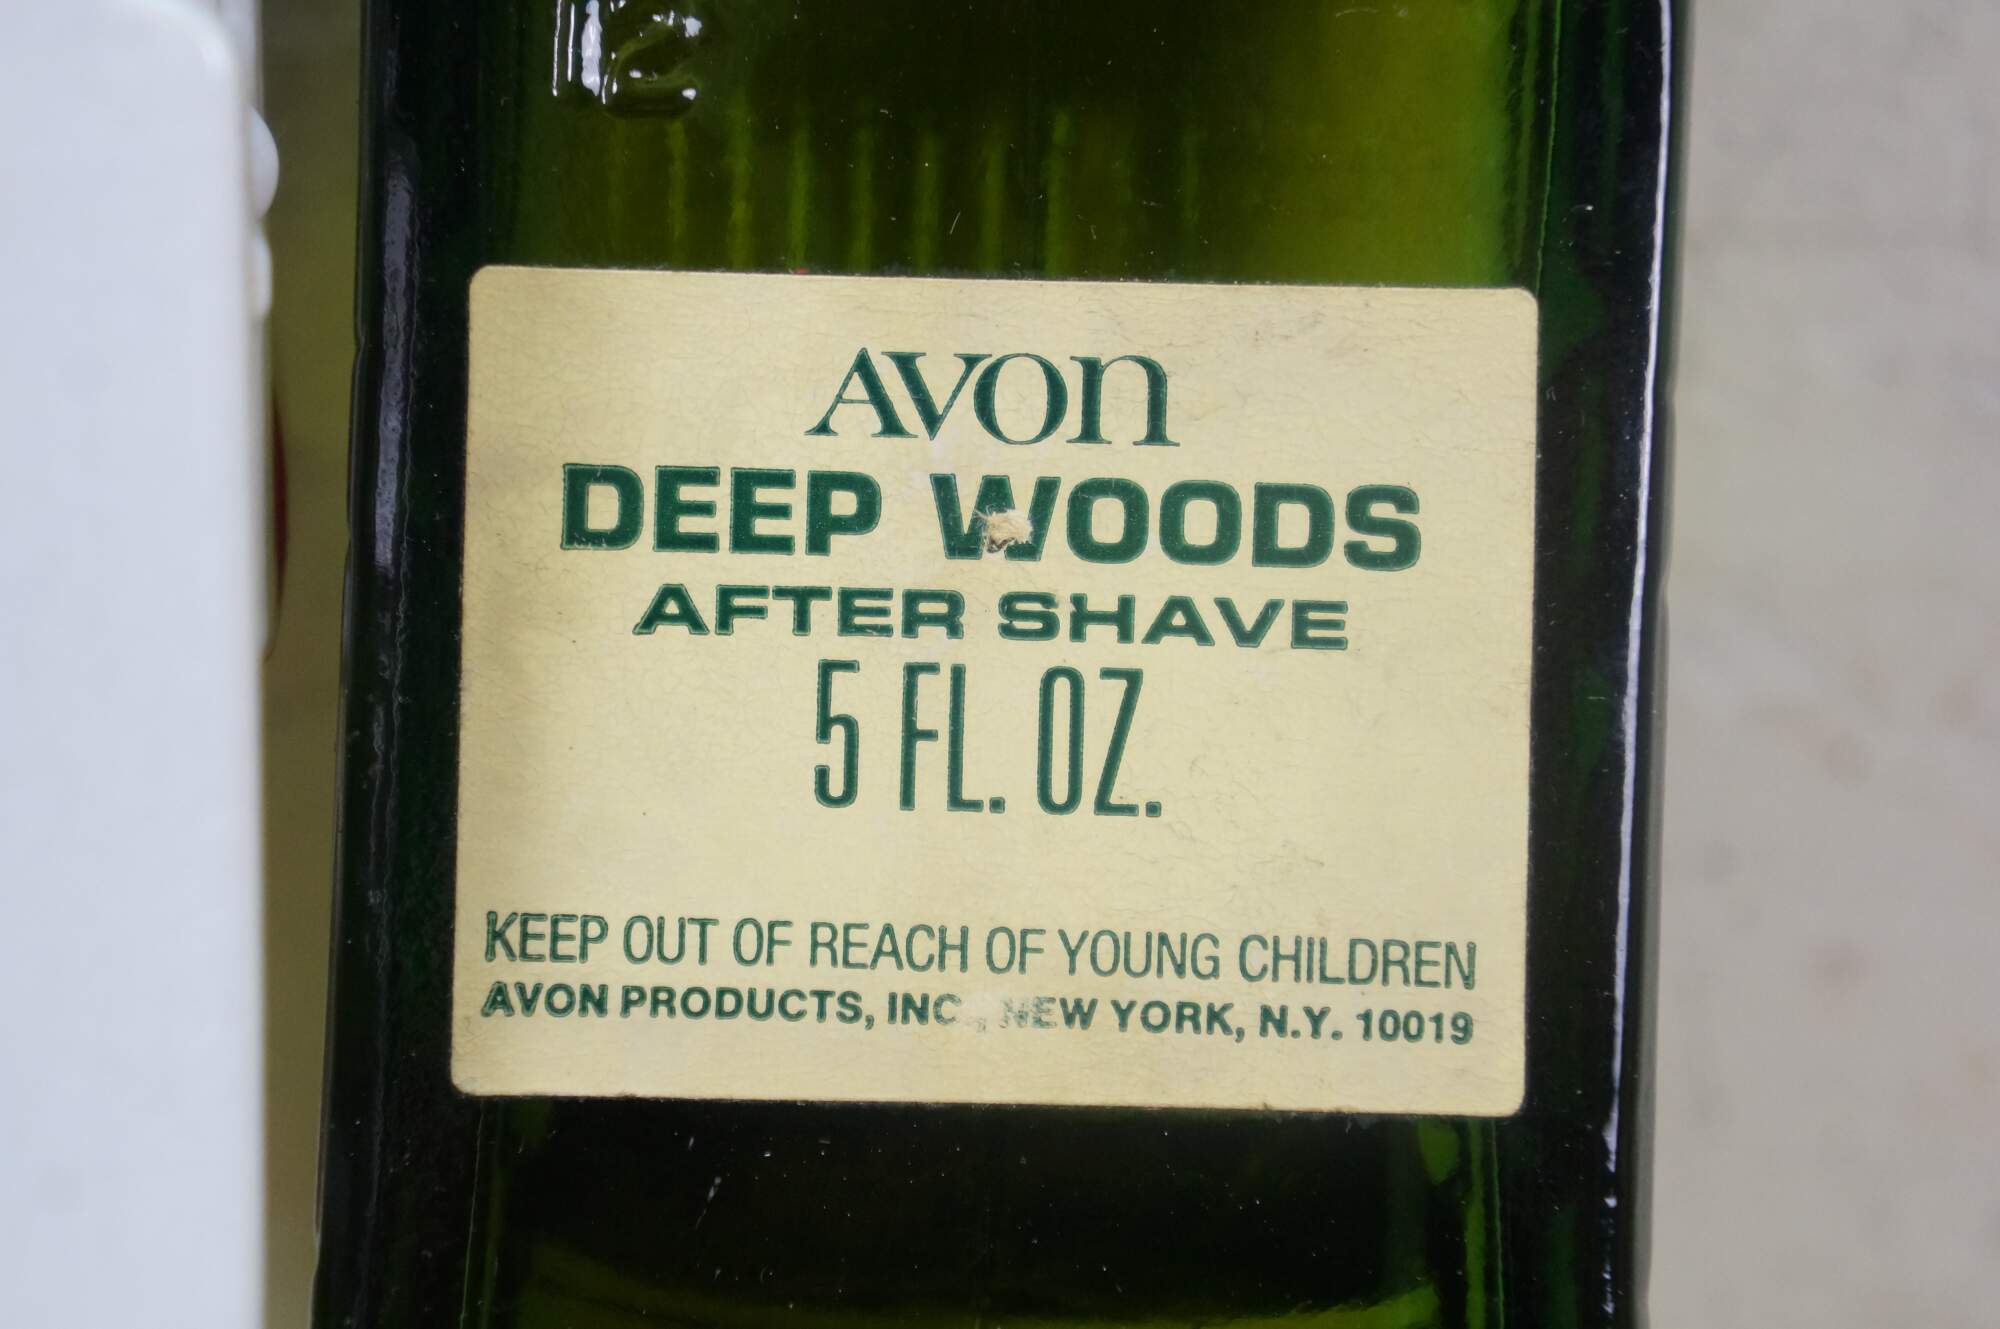 AVON
DEEP WOODS
AFTER SHAVE
5 FL. OZ.
KEEP OUT OF REACH OF YOUNG CHILDREN
AVON PRODUCTS, INC., NEW YORK, N.Y. 10019